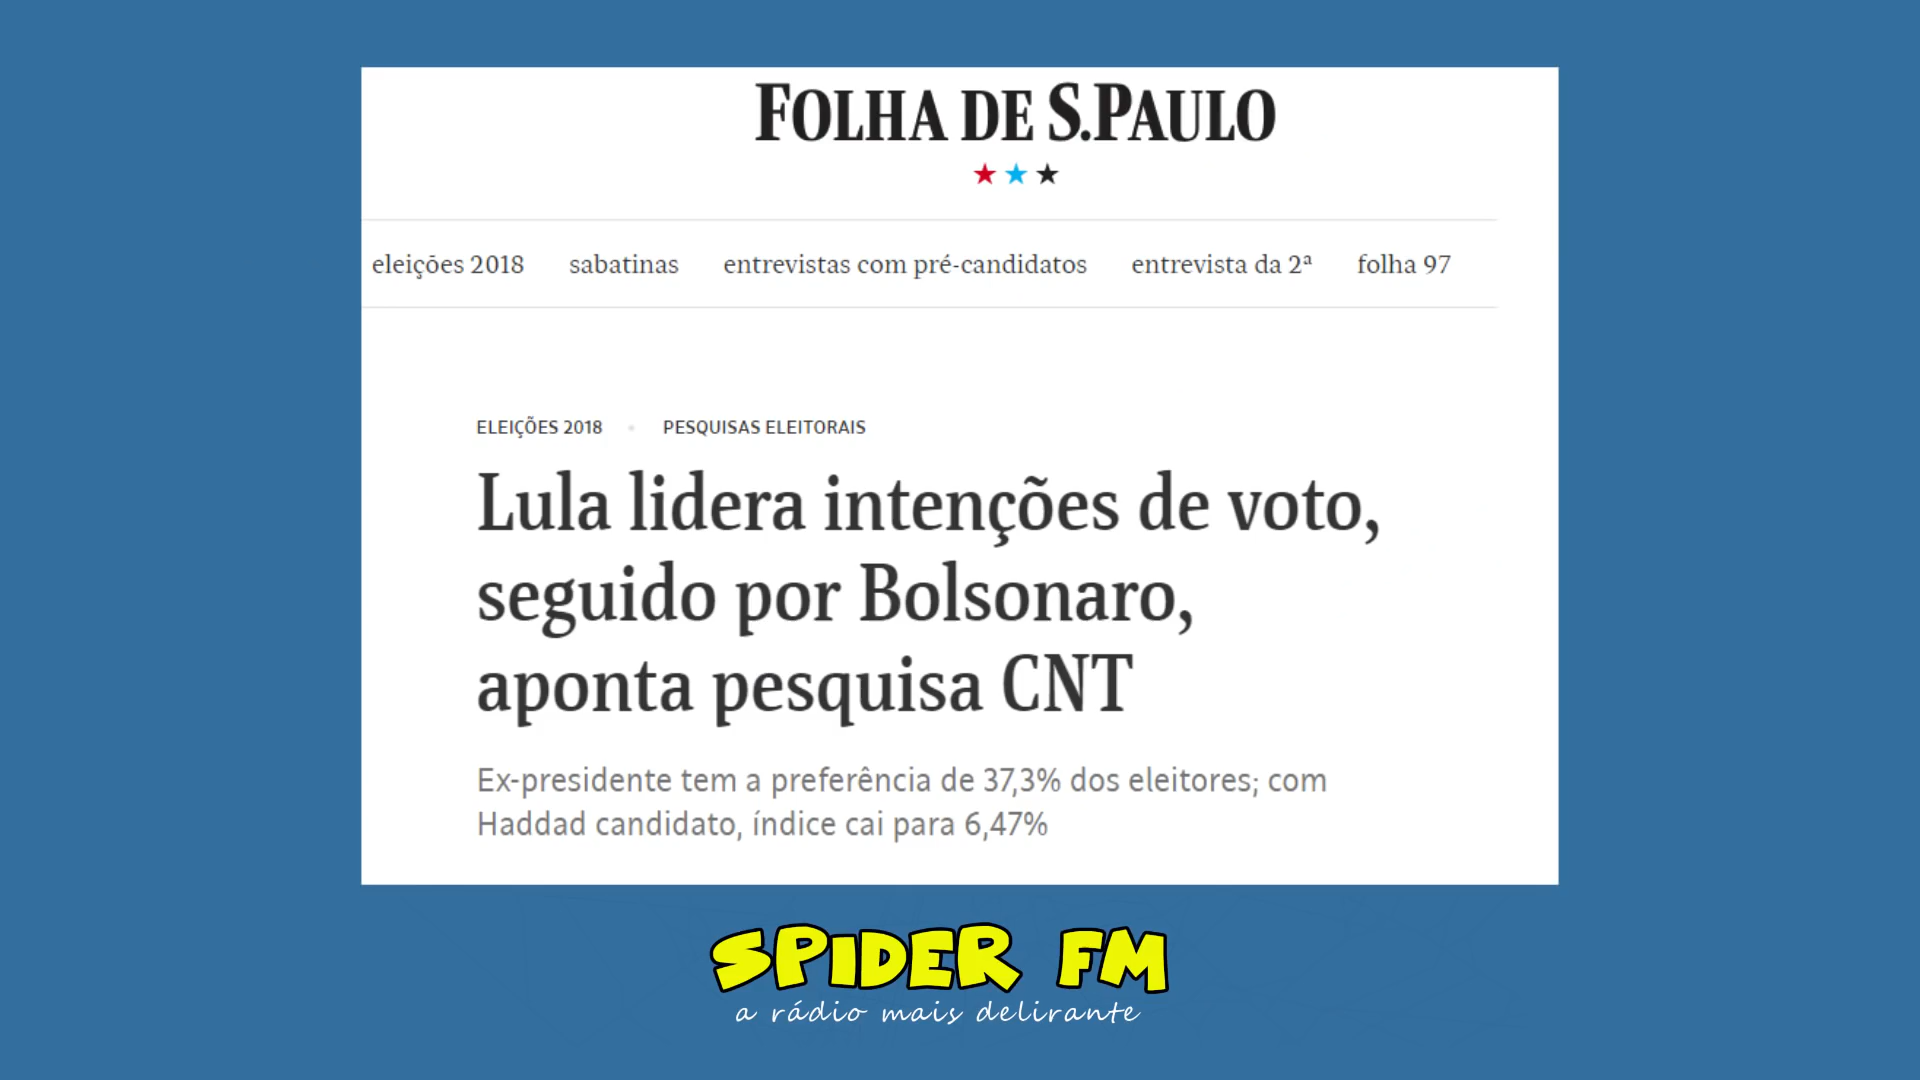 FOLHA DE S.PAULO
eleições 2018 sabatinas entrevistas com pré-candidatos entrevista da 2ª folha 97
ELEIÇÕES 2018 • PESQUISAS ELEITORAIS
Lula lidera intenções de voto,
seguido por Bolsonaro,
aponta pesquisa CNT
Ex-presidente tem a preferência de 37,3% dos eleitores; com
Haddad candidato, índice cai para 6,47%
SPIDER FM
a rádio mais delirante